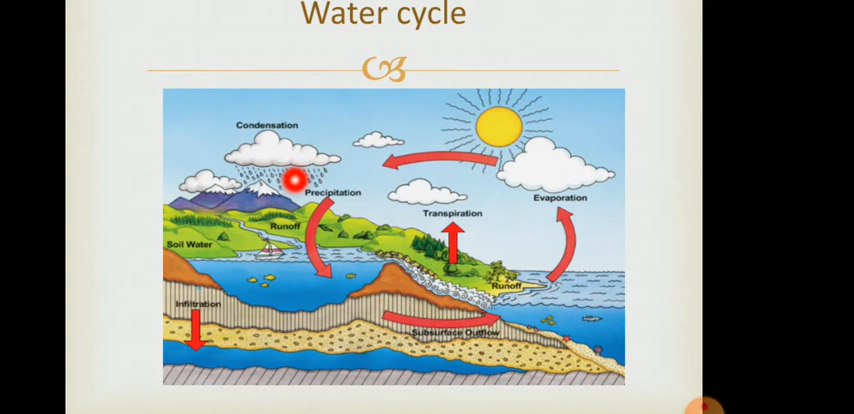 Water cycle
Condensation
Precipitation
Evaporation
Transpiration
Runoff
Soil Water
Runoff
Infiltration
Subsurface Outflow